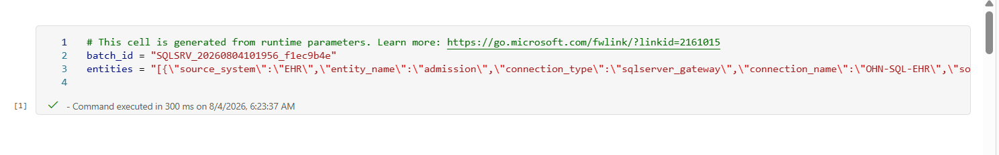 1 # This cell is generated from runtime parameters. Learn more: https://go.microsoft.com/fwlink/?linkid=2161015
2 batch_id = "SQLSRV_20260804101956_f1ec9b4e"
3 entities = "[{\"source_system\":\"EHR\",\"entity_name\":\"admission\",\"connection_type\":\"sqlserver_gateway\",\"connection_name\":\"OHN-SQL-EHR\",\"so
4
[1] - Command executed in 300 ms on 8/4/2026, 6:23:37 AM